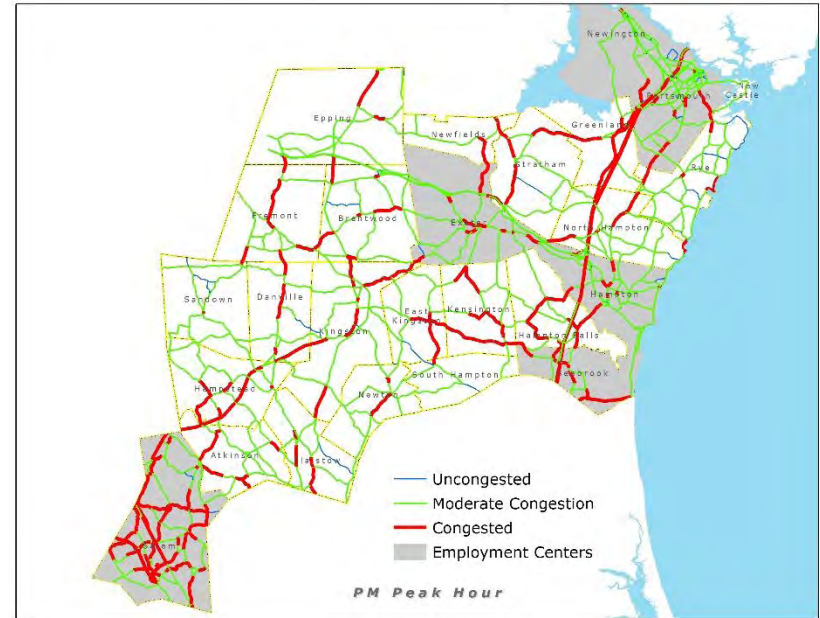 Newington
New
Castle
Portsmouth
Epping
Greenland
Newfields
Stratham
Rye
Fremont
Brentwood
Exeter
North Hampton
Sandown
Danville
Hampton
East
Kingston
Kensington
Kingston
Hampton Falls
Seabrook
South Hampton
Hampstead
Newton
Atkinson
Plaistow
Salem
Uncongested
Moderate Congestion
Congested
Employment Centers
PM Peak Hour